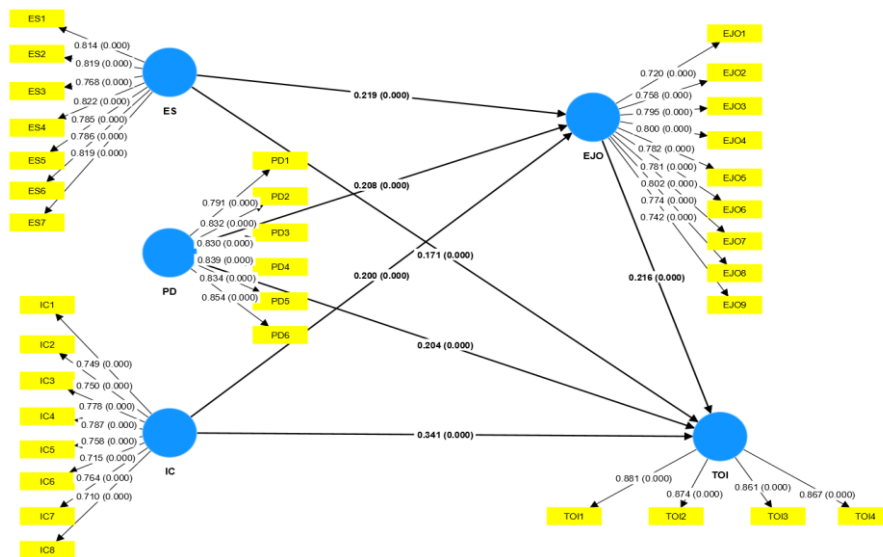 ES1
ES2
ES3
ES4
ES5
ES6
ES7
0.814 (0.000)
0.819 (0.000)
0.768 (0.000)
0.822 (0.000)
0.785 (0.000)
0.786 (0.000)
0.819 (0.000)
ES
PD1
PD2
PD3
PD4
PD5
PD6
0.791 (0.000)
0.832 (0.000)
0.830 (0.000)
0.839 (0.000)
0.834 (0.000)
0.854 (0.000)
PD
IC1
IC2
IC3
IC4
IC5
IC6
IC7
IC8
0.749 (0.000)
0.750 (0.000)
0.778 (0.000)
0.787 (0.000)
0.758 (0.000)
0.715 (0.000)
0.764 (0.000)
0.710 (0.000)
IC
0.219 (0.000)
0.208 (0.000)
0.171 (0.000)
0.200 (0.000)
0.204 (0.000)
0.341 (0.000)
0.216 (0.000)
EJO
EJO1
EJO2
EJO3
EJO4
EJO5
EJO6
EJO7
EJO8
EJO9
0.720 (0.000)
0.758 (0.000)
0.795 (0.000)
0.800 (0.000)
0.782 (0.000)
0.781 (0.000)
0.802 (0.000)
0.774 (0.000)
0.742 (0.000)
TOI
0.881 (0.000)
0.874 (0.000)
0.861 (0.000)
0.867 (0.000)
TOI1
TOI2
TOI3
TOI4